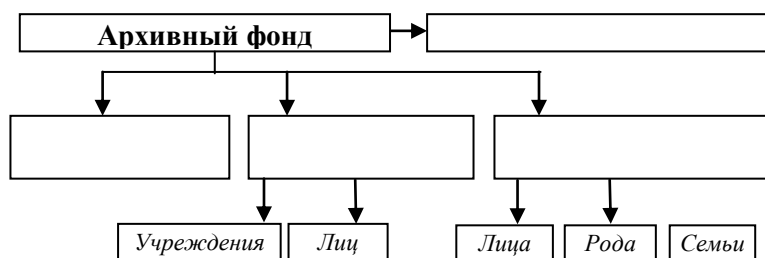 Архивный фонд
Учреждения
Лиц
Лица
Рода
Семьи